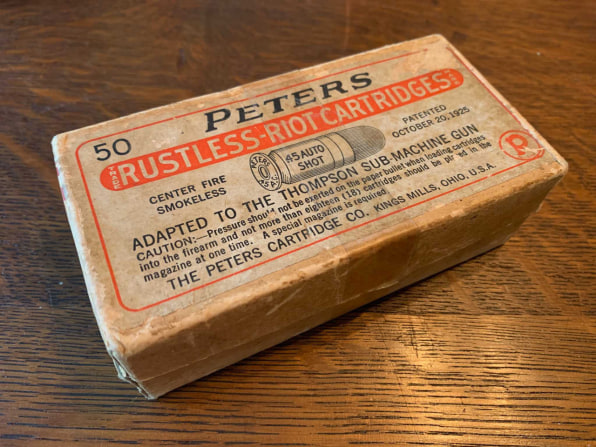 50
PETERS
TRADE RUSTLESS-RIOT CARTRIDGES
CENTER FIRE
SMOKELESS
PETERS
U.S.A.
.45 AUTO
SHOT
PATENTED
OCTOBER 20, 1925
P
ADAPTED TO THE THOMPSON SUB-MACHINE GUN
CAUTION:- Pressure should not be exerted on the paper bullet when loading cartridges
into the firearm and not more than eighteen (18) cartridges should be put in the
magazine at one time. A special magazine is required
THE PETERS CARTRIDGE CO. KINGS MILLS, OHIO, U.S.A.